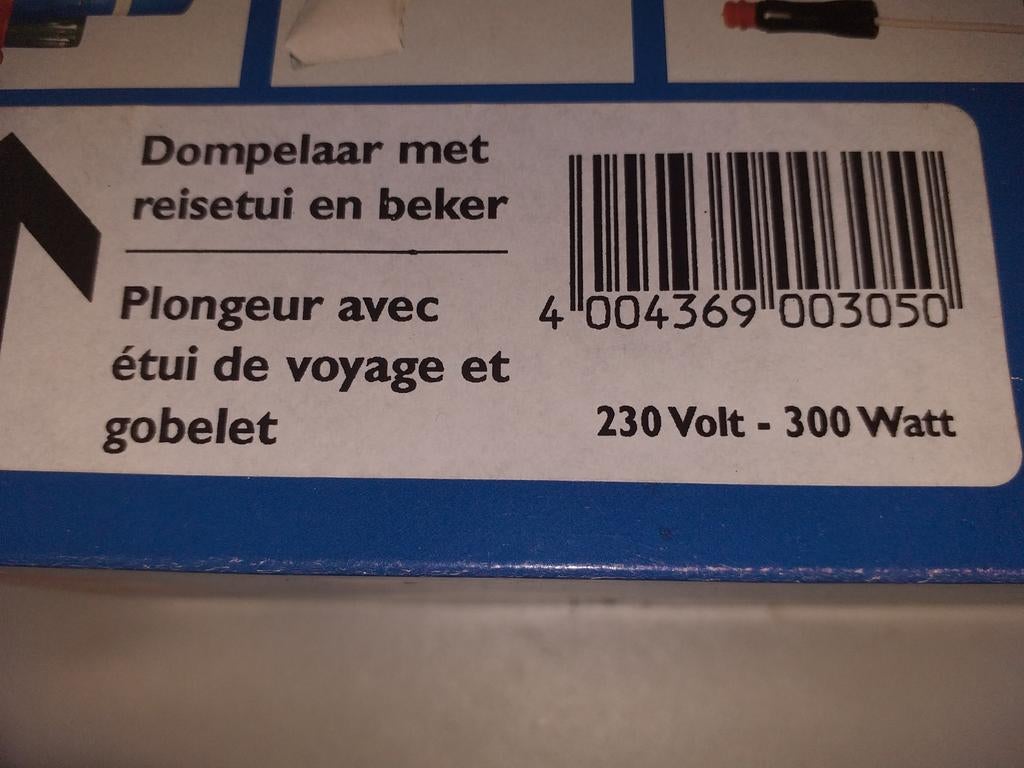 Dompelaar met
reisetui en beker
Plongeur avec
étui de voyage et
gobelet
4 004369 003050
230 Volt - 300 Watt